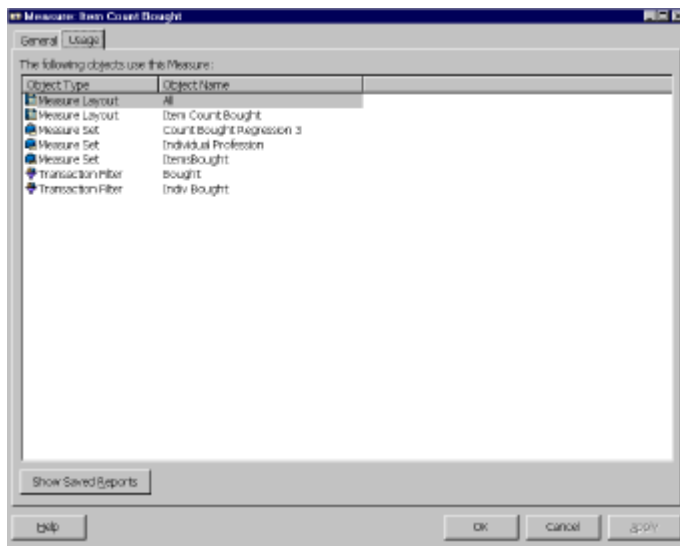 Measure: Item Count Bought
General Usage
The following objects use this Measure:
Object Type Object Name
Measure Layout All
Measure Layout Item Count Bought
Measure Set Count Bought Regression 3
Measure Set Individual Profession
Measure Set ItemsBought
Transaction Filter Bought
Transaction Filter Indiv Bought
Show Saved Reports
Help OK Cancel Apply